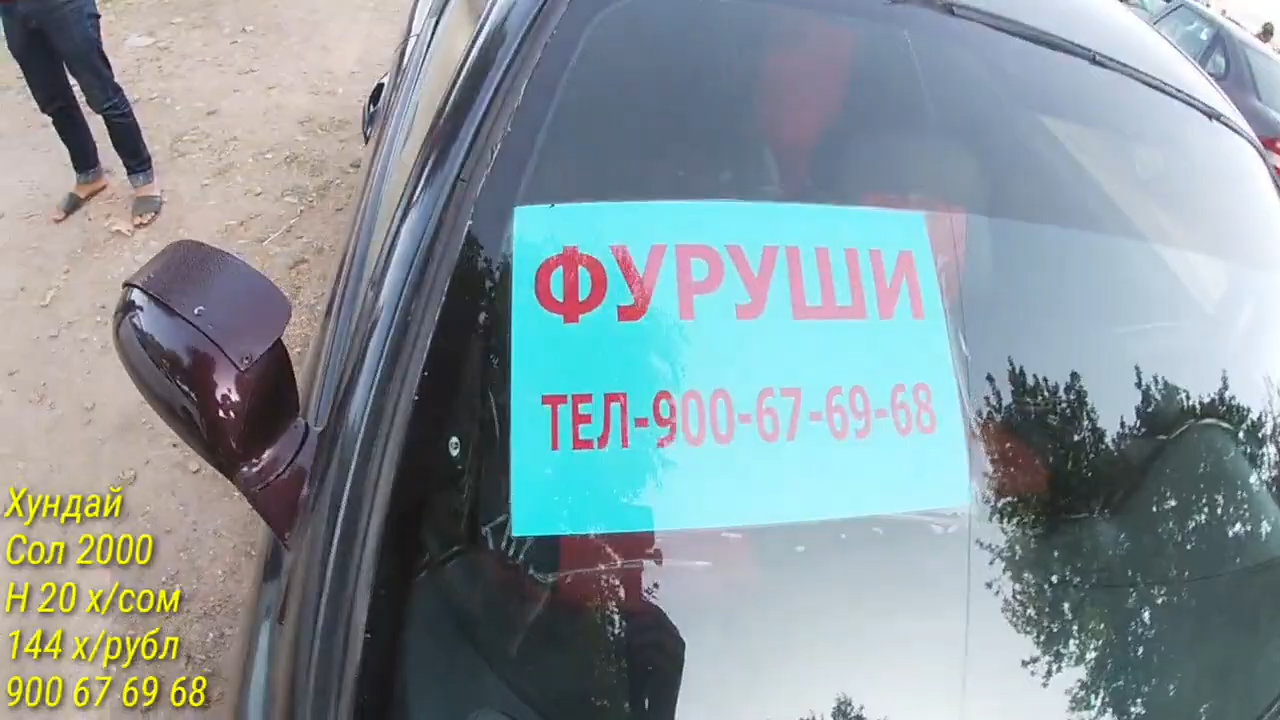 ФУРУШИ
ТЕЛ-900-67-69-68
Хундай
Сол 2000
Н 20 х/сом
144 х/рубл
900 67 69 68